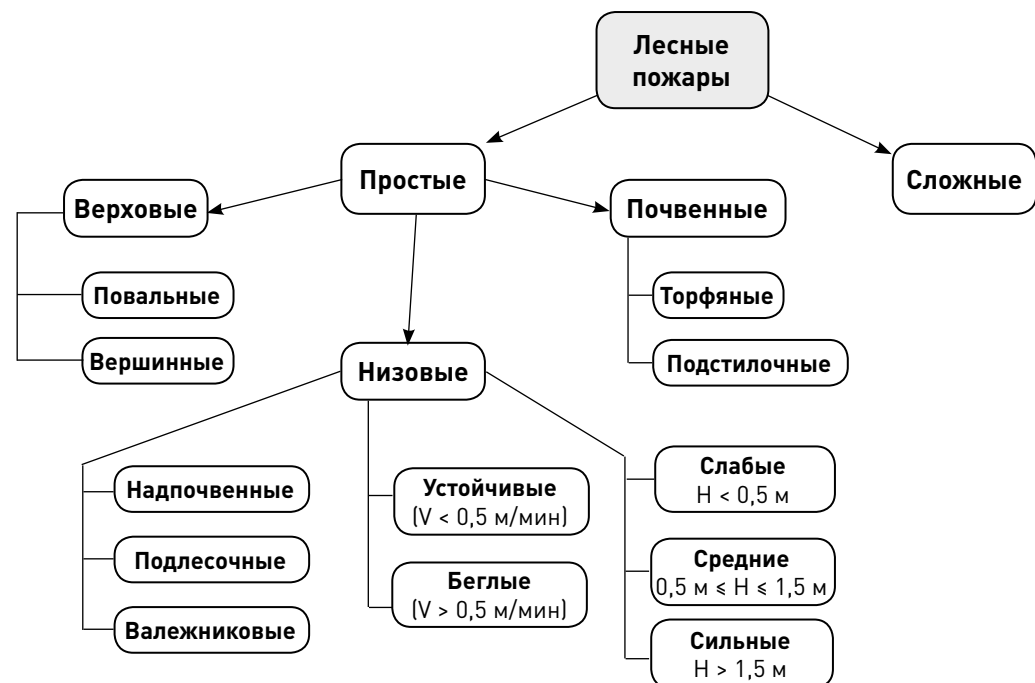 Лесные
пожары
Простые
Сложные
Верховые
Почвенные
Повальные
Торфяные
Вершинные
Подстилочные
Низовые
Надпочвенные
Подлесочные
Валежниковые
Устойчивые
(V < 0,5 м/мин)
Беглые
(V > 0,5 м/мин)
Слабые
H < 0,5 м
Средние
0,5 м ⩽ H ⩽ 1,5 м
Сильные
H > 1,5 м